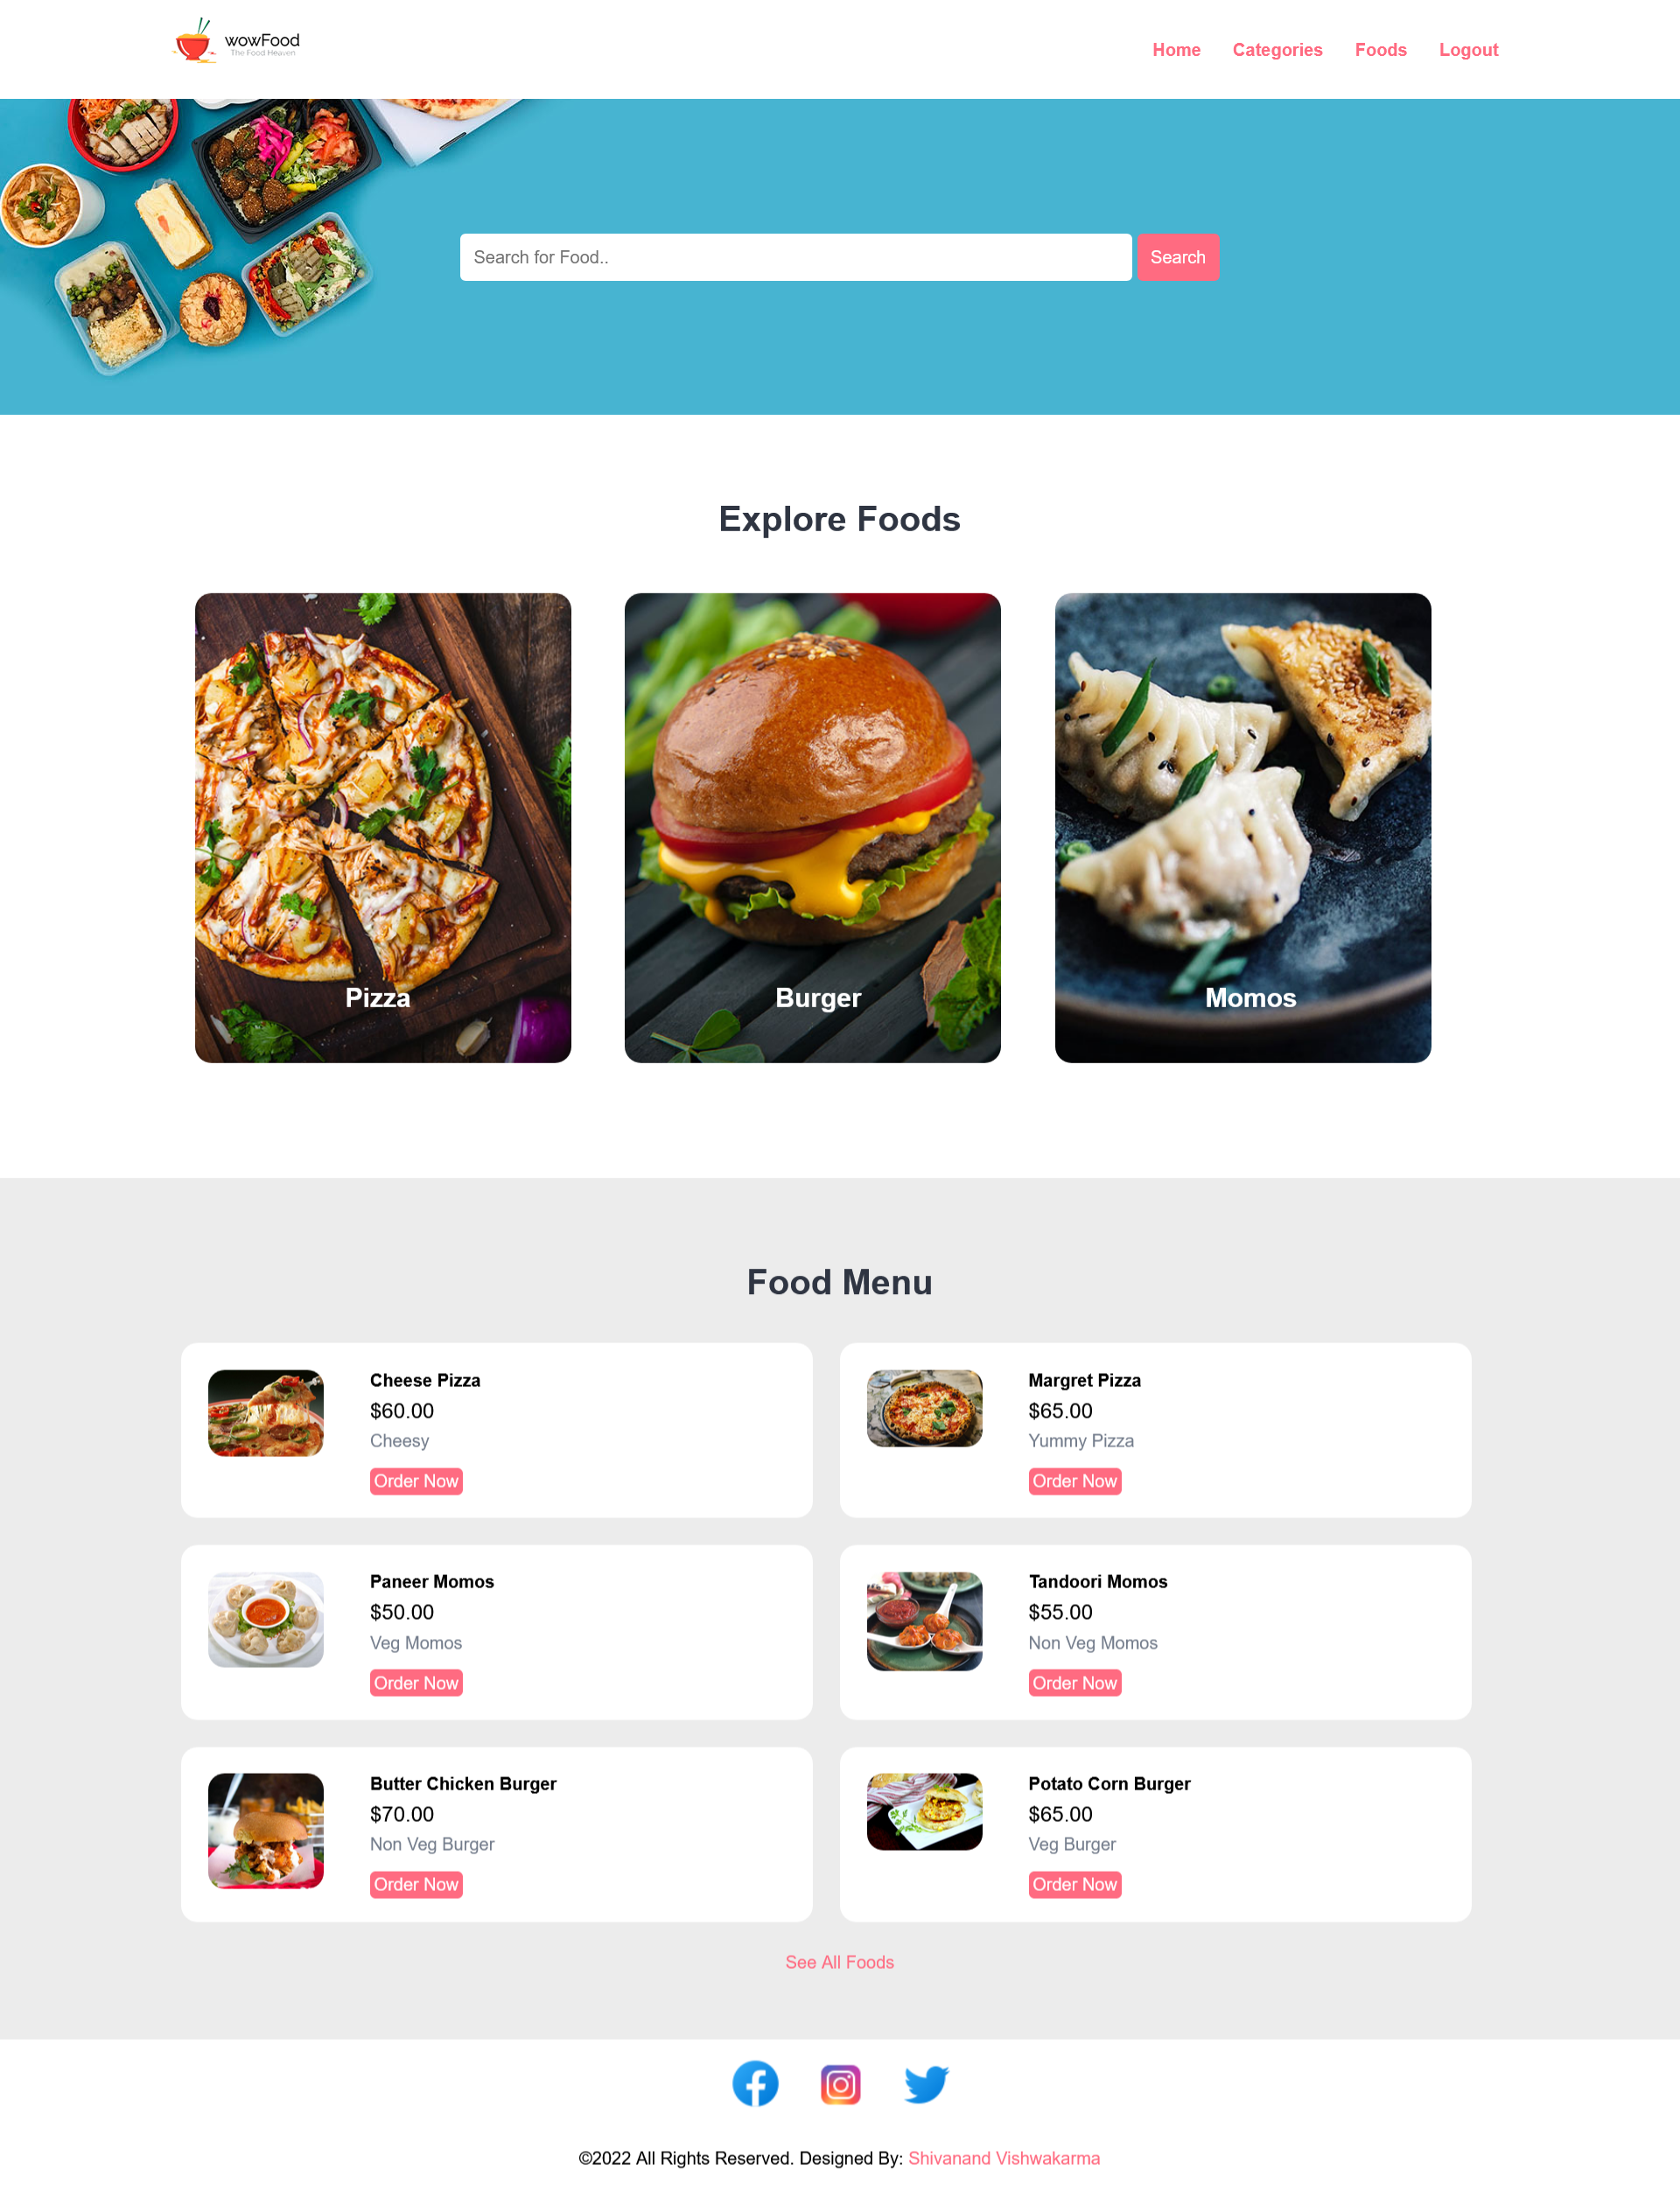 wowFood
The Food Heaven
Home Categories Foods Logout
Search for Food.. Search
Explore Foods
Pizza
Burger
Momos
Food Menu
Cheese Pizza
$60.00
Cheesy
Order Now
Margret Pizza
$65.00
Yummy Pizza
Order Now
Paneer Momos
$50.00
Veg Momos
Order Now
Tandoori Momos
$55.00
Non Veg Momos
Order Now
Butter Chicken Burger
$70.00
Non Veg Burger
Order Now
Potato Corn Burger
$65.00
Veg Burger
Order Now
See All Foods
©2022 All Rights Reserved. Designed By: Shivanand Vishwakarma